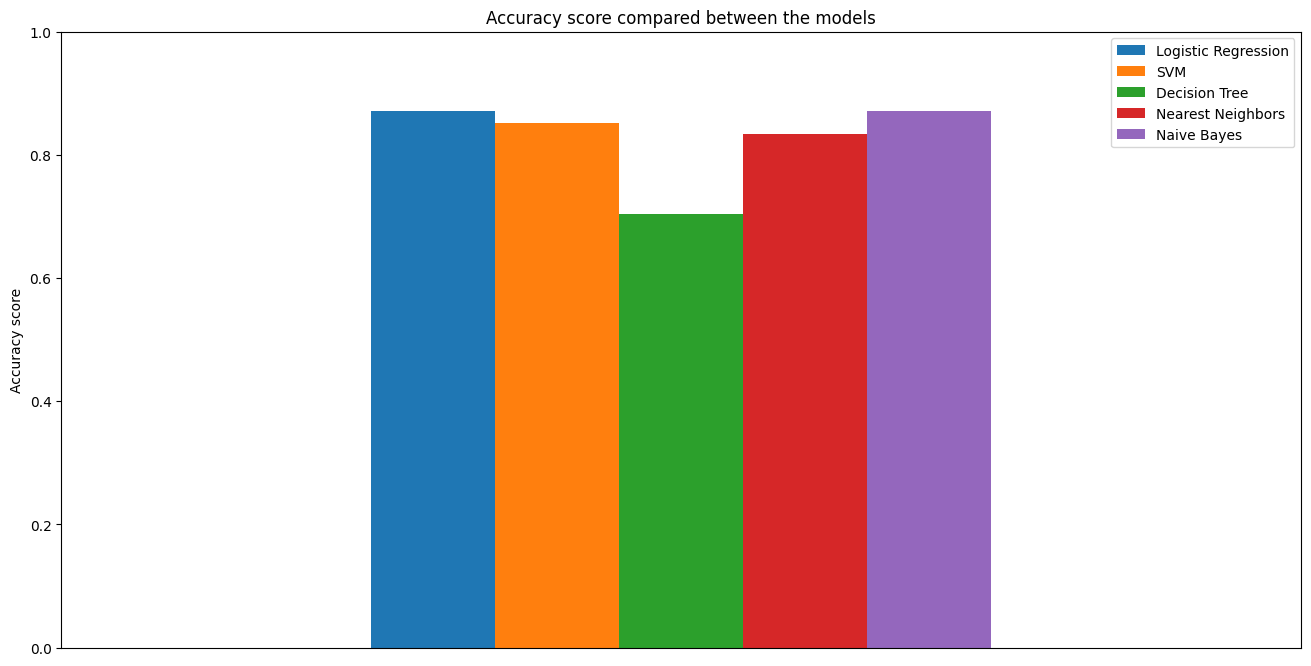 Accuracy score compared between the models
1.0
0.8
0.6
0.4
0.2
0.0
Accuracy score
Logistic Regression
SVM
Decision Tree
Nearest Neighbors
Naive Bayes